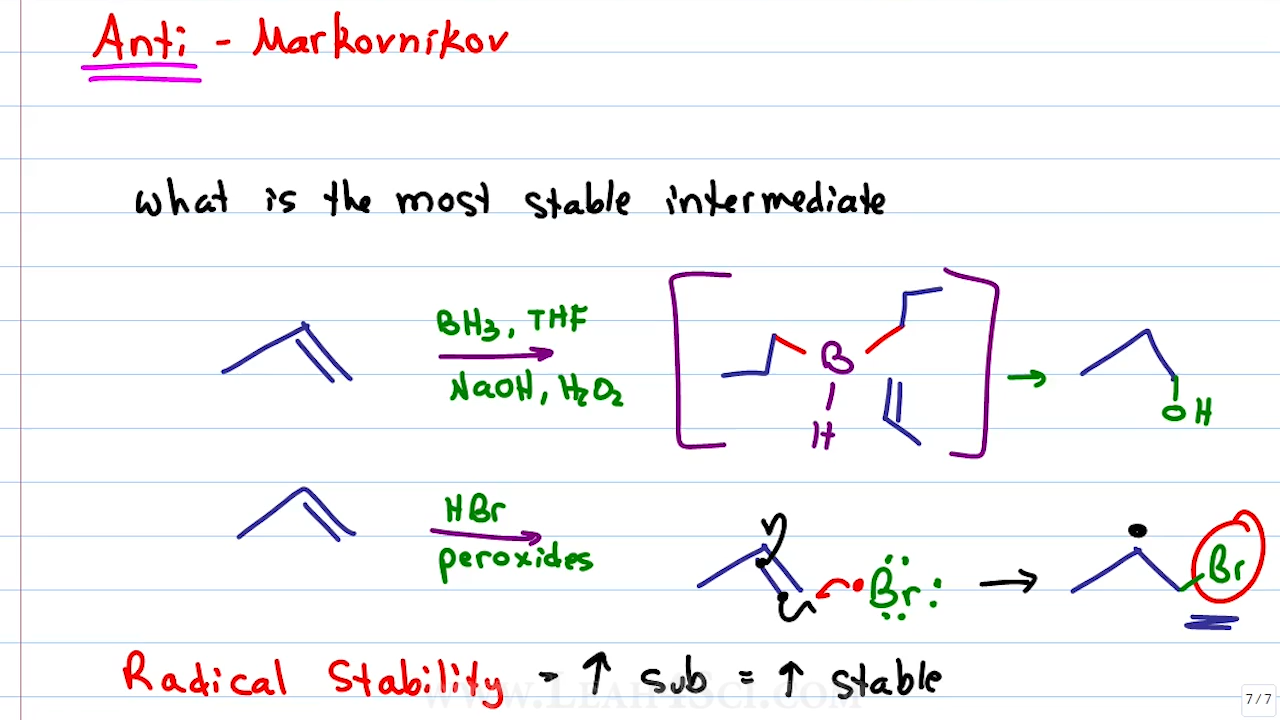 Anti - Markovnikov
what is the most stable intermediate
BH3, THF
NaOH, H2O2
B
H
OH
HBr
peroxides
Br
Br
Radical Stability - ↑ sub = ↑ stable
www.Leah4Sci.com
7/7